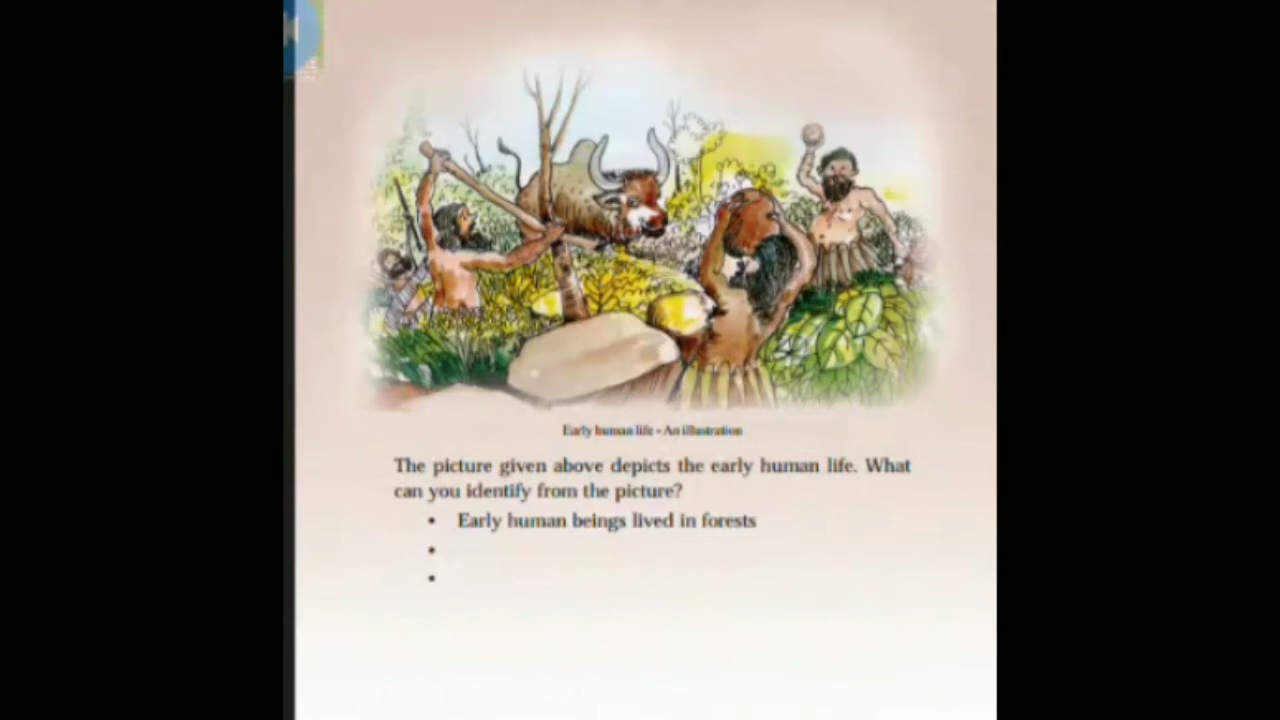 Early human life - An illustration
The picture given above depicts the early human life. What
can you identify from the picture?
• Early human beings lived in forests
•
•